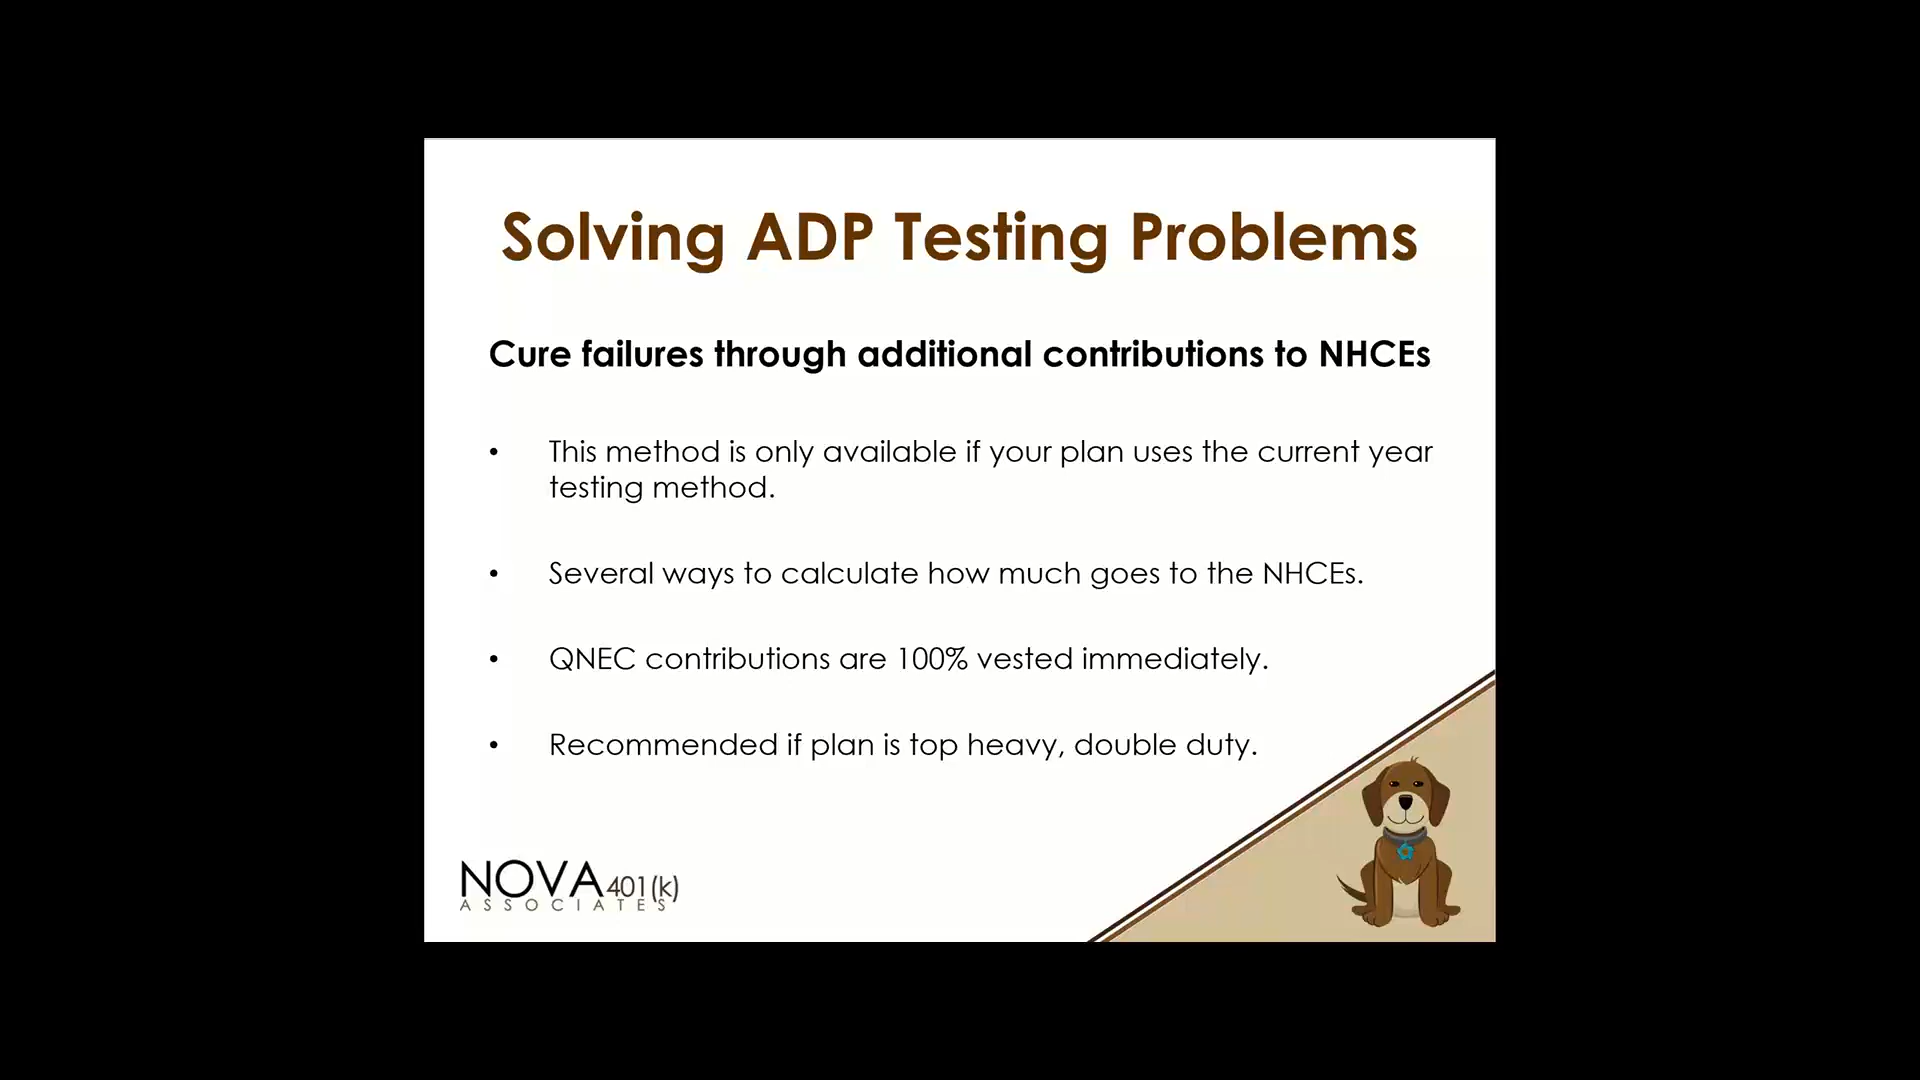 Solving ADP Testing Problems
Cure failures through additional contributions to NHCEs
• This method is only available if your plan uses the current year
testing method.
• Several ways to calculate how much goes to the NHCEs.
• QNEC contributions are 100% vested immediately.
• Recommended if plan is top heavy, double duty.
NOVA 401(k)
ASSOCIATES